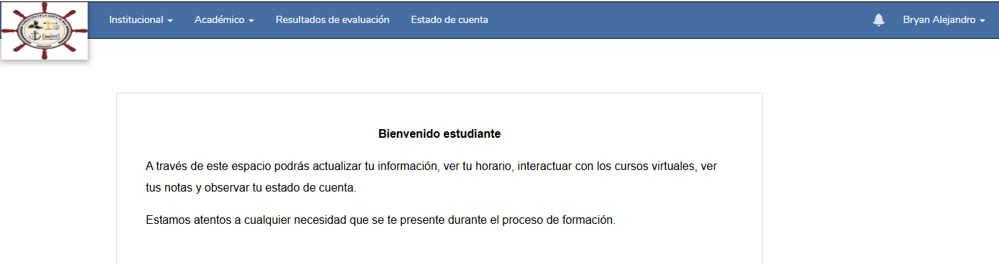 Institucional
Académico
Resultados de evaluación
Estado de cuenta
Bryan Alejandro
Bienvenido estudiante
A través de este espacio podrás actualizar tu información, ver tu horario, interactuar con los cursos virtuales, ver
tus notas y observar tu estado de cuenta.
Estamos atentos a cualquier necesidad que se te presente durante el proceso de formación.